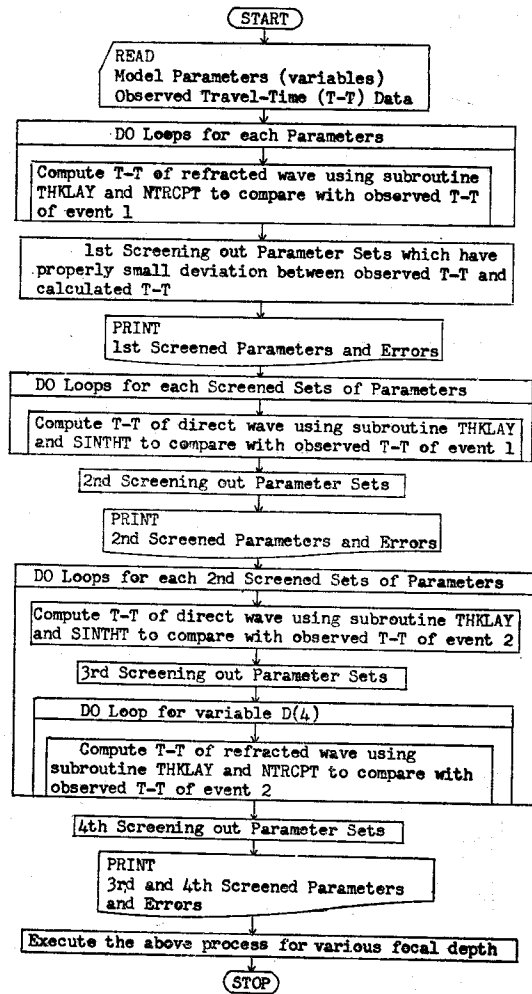 START
READ
Model Parameters (variables)
Observed Travel-Time (T-T) Data
DO Loops for each Parameters
Compute T-T of refracted wave using subroutine
THKLAY and NTRCPT to compare with observed T-T
of event 1
1st Screening out Parameter Sets which have
properly small deviation between observed T-T and
calculated T-T
PRINT
1st Screened Parameters and Errors
DO Loops for each Screened Sets of Parameters
Compute T-T of direct wave using subroutine THKLAY
and SINTHT to compare with observed T-T of event 1
2nd Screening out Parameter Sets
PRINT
2nd Screened Parameters and Errors
DO Loops for each 2nd Screened Sets of Parameters
Compute T-T of direct wave using subroutine THKLAY
and SINTHT to compare with observed T-T of event 2
3rd Screening out Parameter Sets
DO Loop for variable D(4)
Compute T-T of refracted wave using
subroutine THKLAY and NTRCPT to compare with
observed T-T of event 2
4th Screening out Parameter Sets
PRINT
3rd and 4th Screened Parameters
and Errors
Execute the above process for various focal depth
STOP